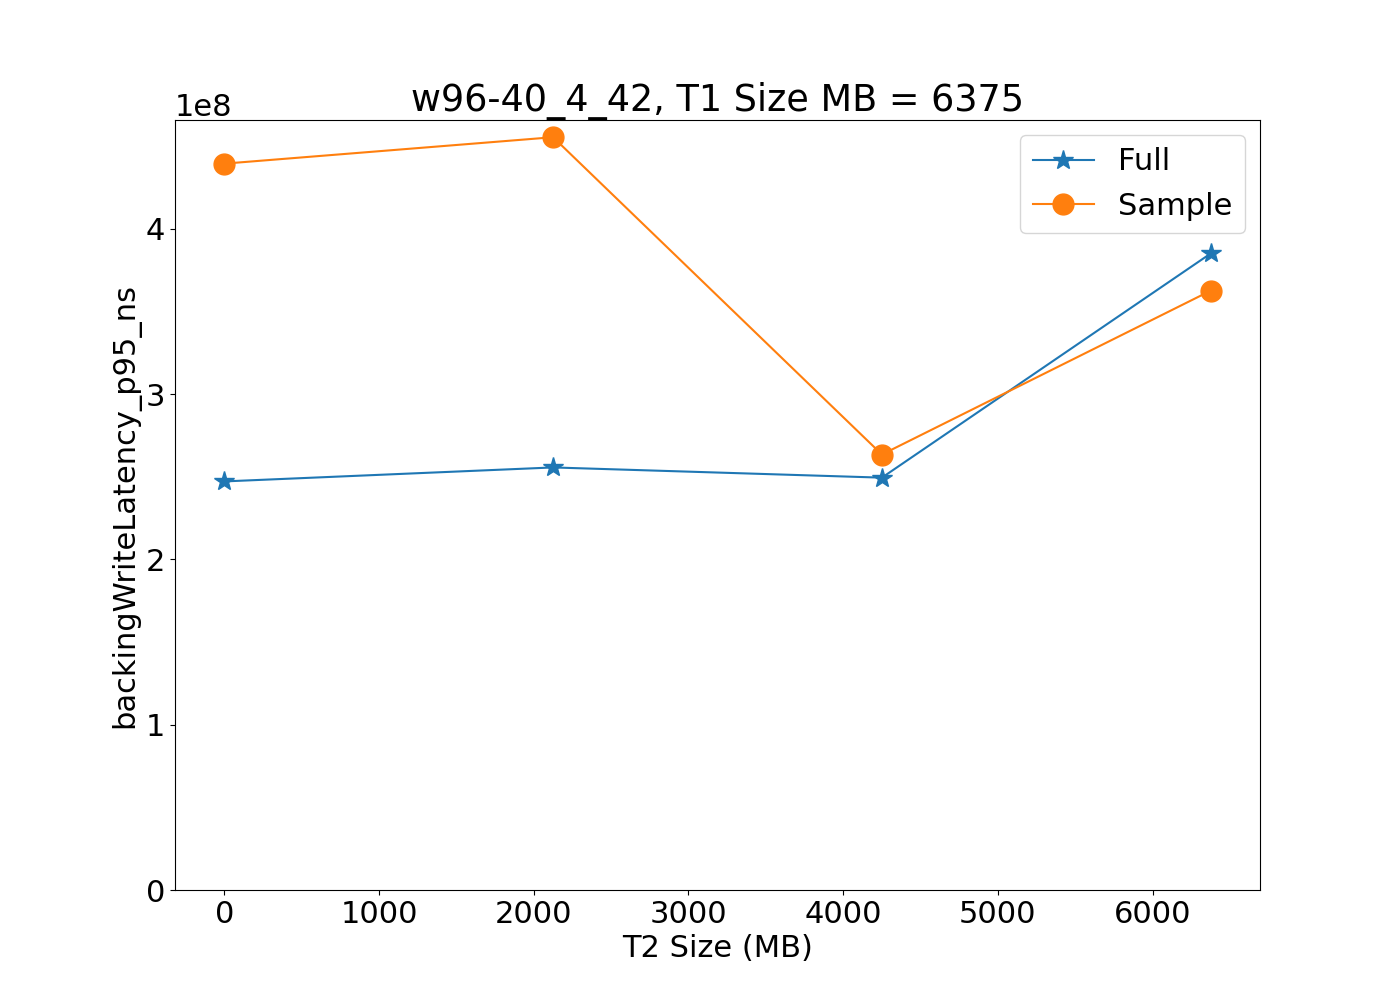 w96-40_4_42, T1 Size MB = 6375
1e8
Full
Sample
4
3
2
1
0
backingWriteLatency_p95_ns
0 1000 2000 3000 4000 5000 6000
T2 Size (MB)